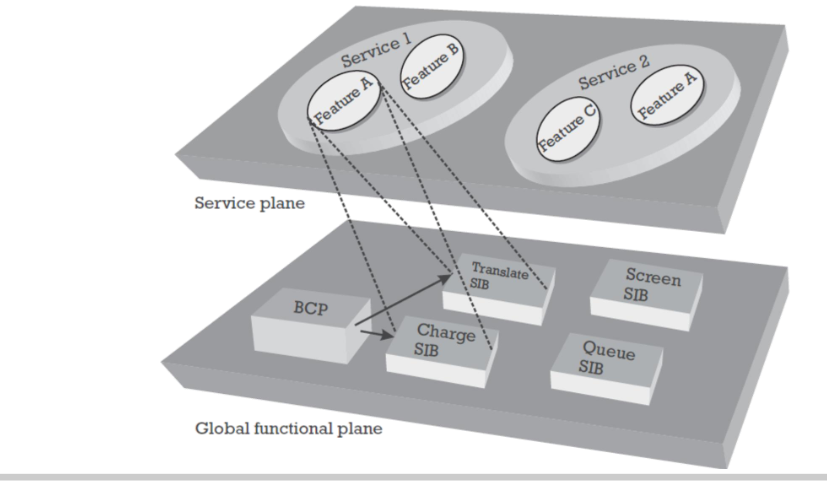 Service 1
Feature A
Feature B
Service 2
Feature C
Feature A
Service plane
Translate
SIB
Screen
SIB
BCP
Charge
SIB
Queue
SIB
Global functional plane